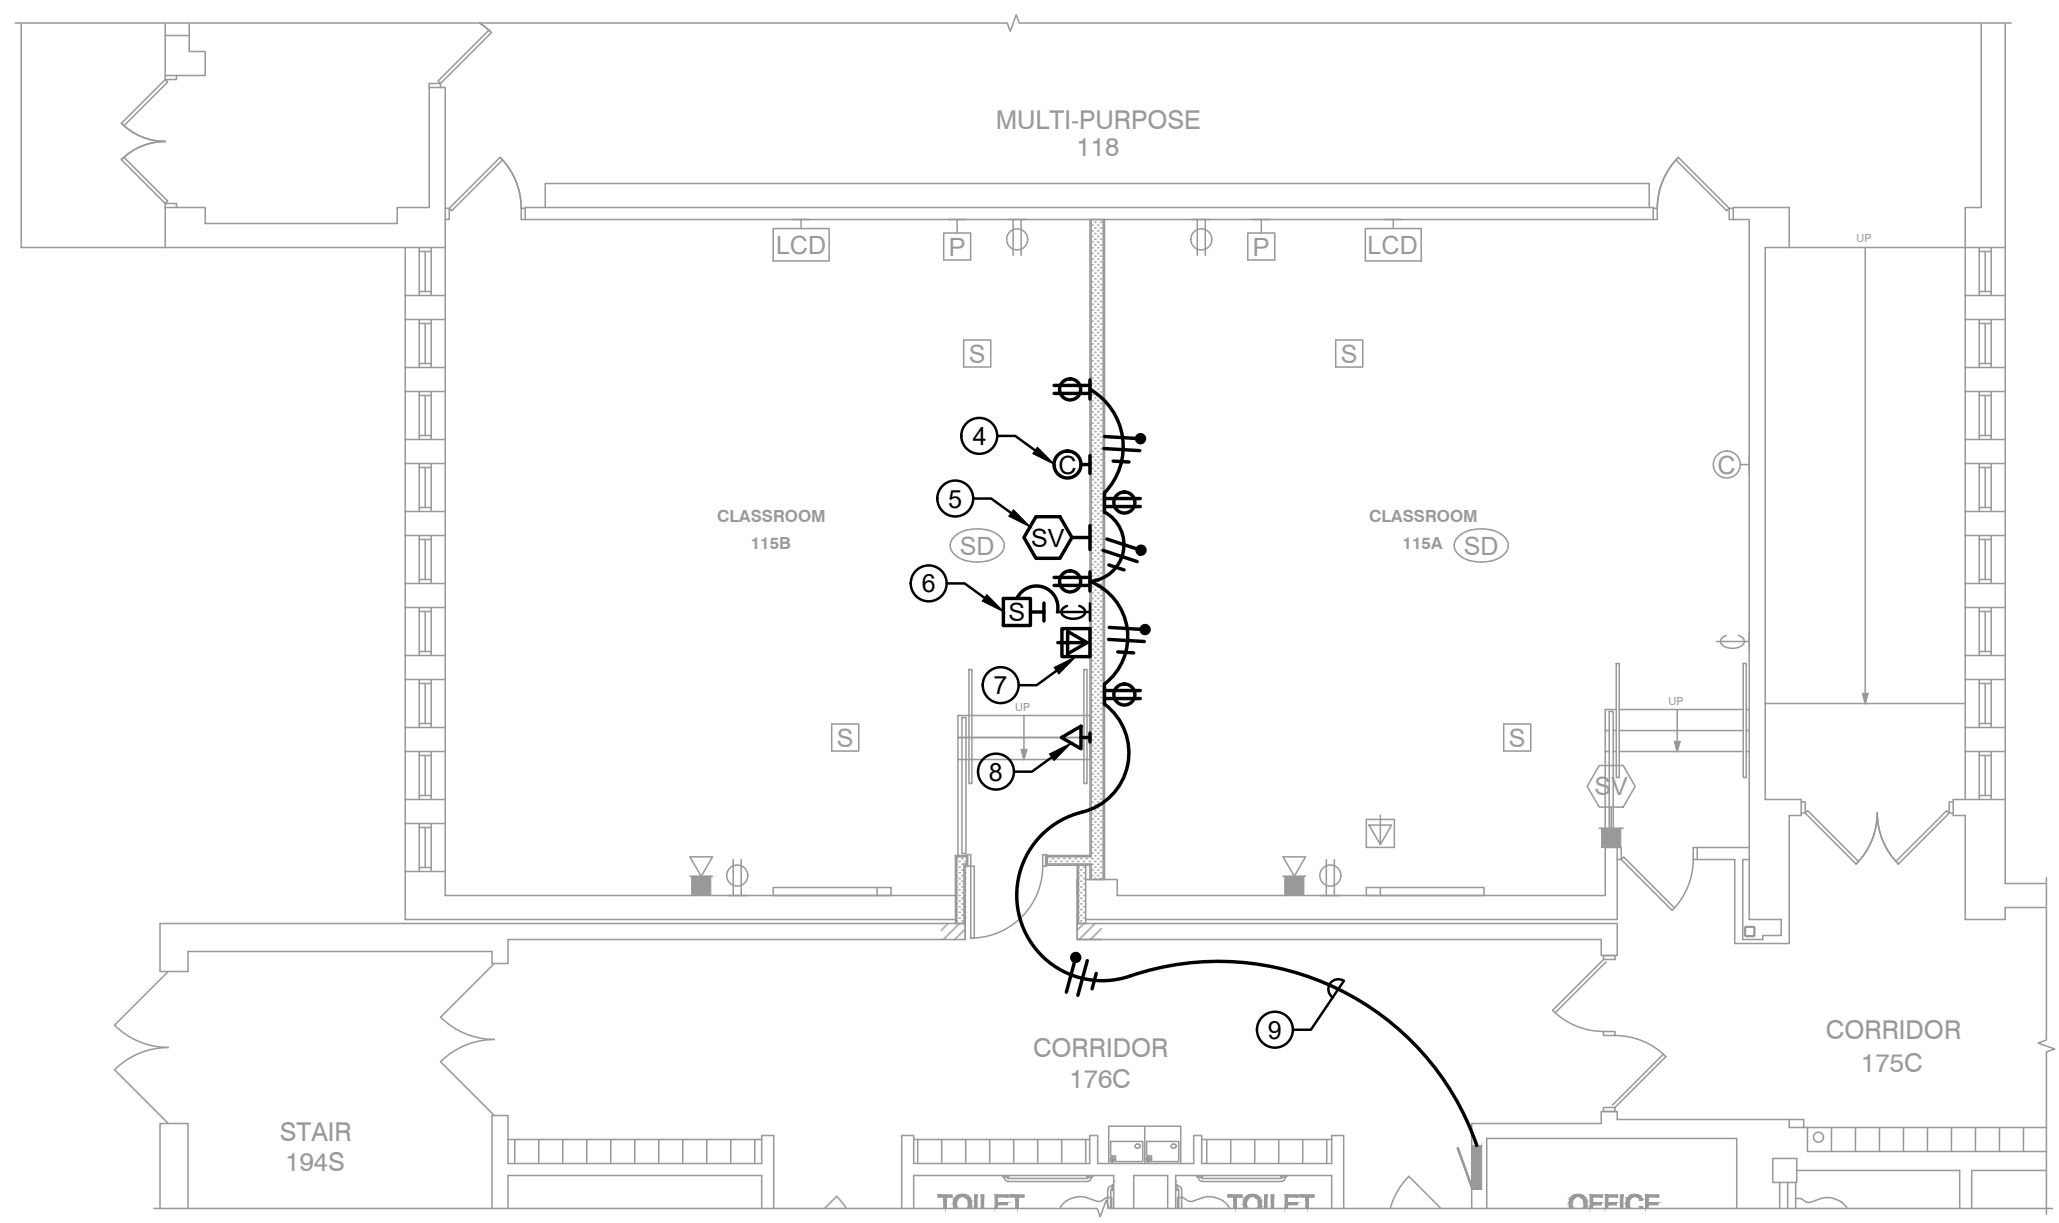 MULTI-PURPOSE
118
LCD
P
P
LCD
UP
S
S
4
C
C
5
CLASSROOM
115B
SD
SV
CLASSROOM
115A
SD
6
S
7
UP
UP
S
8
S
SV
9
CORRIDOR
176C
CORRIDOR
175C
STAIR
194S
TOILET
TOILET
OFFICE